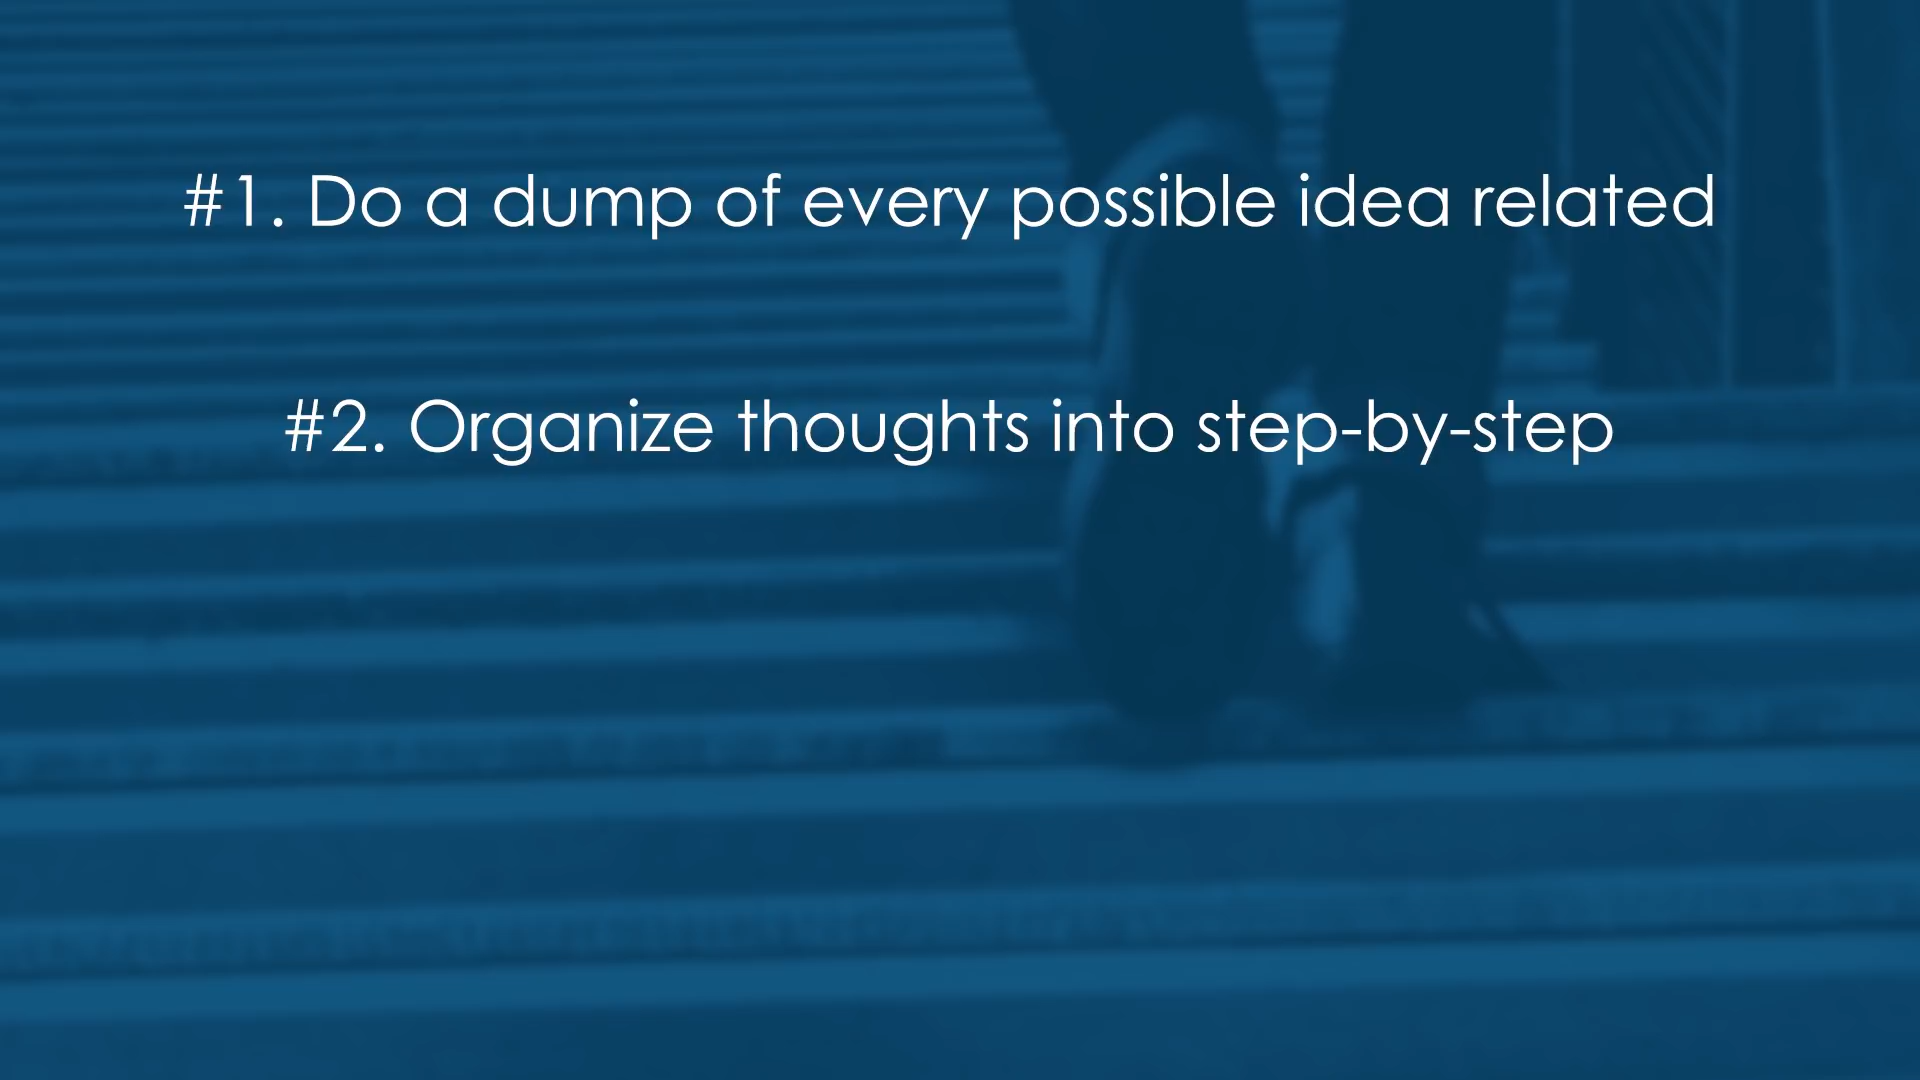 #1. Do a dump of every possible idea related
#2. Organize thoughts into step-by-step